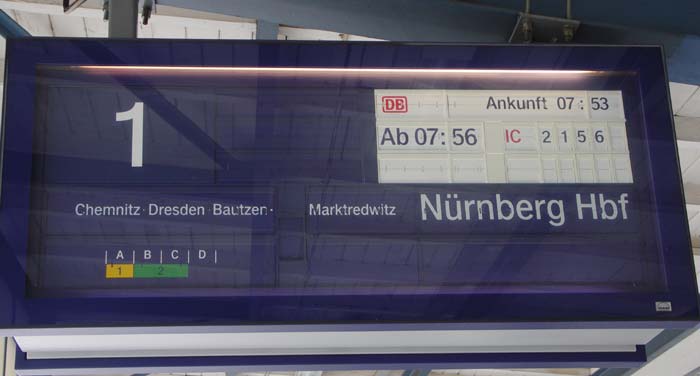 1
DB Ankunft 07:53
Ab 07:56 IC 2156
Chemnitz · Dresden · Bautzen · Marktredwitz Nürnberg Hbf
A B C D
1 2